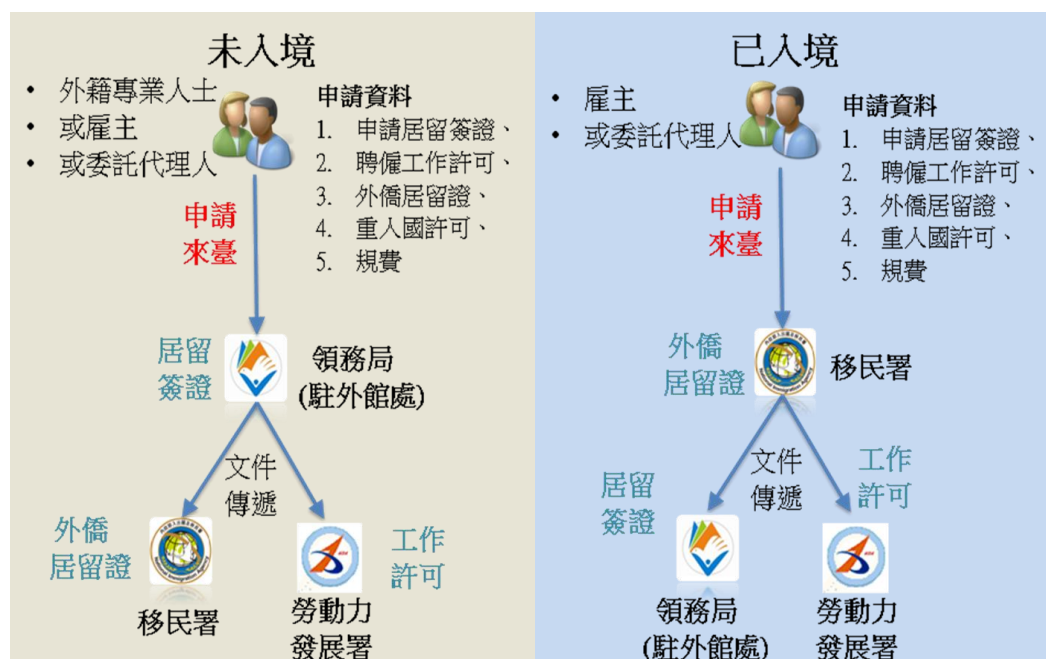 未入境
• 外籍專業人士
• 或雇主
• 或委託代理人
申請資料
1. 申請居留簽證、
2. 聘僱工作許可、
3. 外僑居留證、
4. 重入國許可、
5. 規費
申請
來臺
居留
簽證
領務局
(駐外館處)
文件
傳遞
外僑
居留證
移民署
工作
許可
勞動力
發展署
已入境
• 雇主
• 或委託代理人
申請資料
1. 申請居留簽證、
2. 聘僱工作許可、
3. 外僑居留證、
4. 重入國許可、
5. 規費
申請
來臺
外僑
居留證
移民署
文件
傳遞
居留
簽證
領務局
(駐外館處)
工作
許可
勞動力
發展署